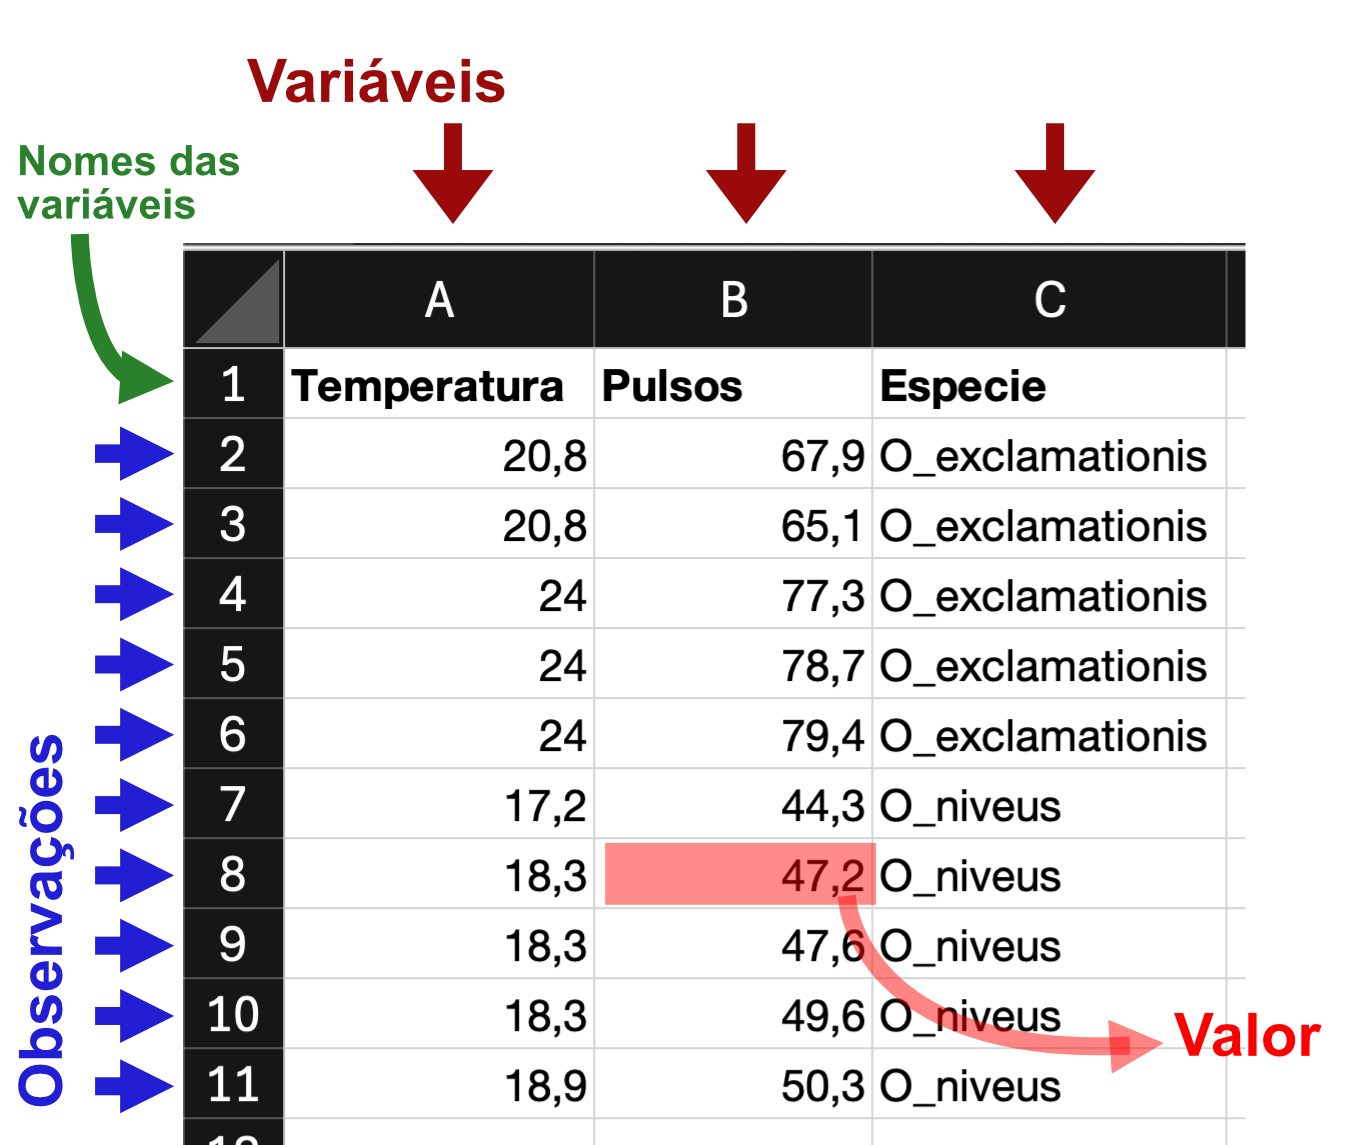 Variáveis
Nomes das
variáveis
A B C
1 Temperatura Pulsos Especie
2 20,8 67,9 O_exclamationis
3 20,8 65,1 O_exclamationis
4 24 77,3 O_exclamationis
5 24 78,7 O_exclamationis
6 24 79,4 O_exclamationis
7 17,2 44,3 O_niveus
8 18,3 47,2 O_niveus
9 18,3 47,6 O_niveus
10 18,3 49,6 O_niveus
11 18,9 50,3 O_niveus
Observações
Valor